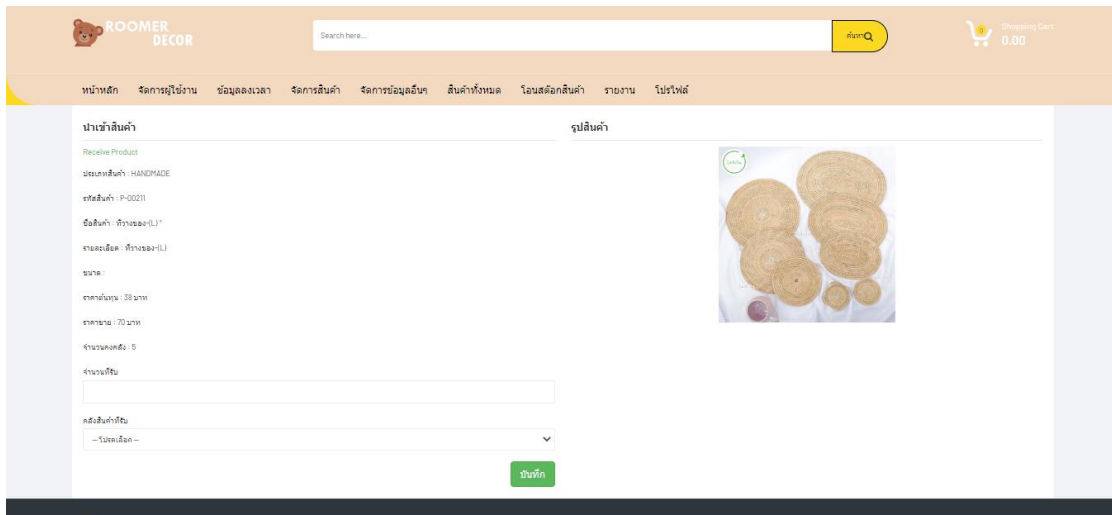 ROOMER
DECOR
Search here...
ค้นหา
0
Shopping Cart
0.00
หน้าหลัก จัดการผู้ใช้งาน ข้อมูลลงเวลา จัดการสินค้า จัดการข้อมูลอื่นๆ สินค้าทั้งหมด โอนสต๊อกสินค้า รายงาน โปรไฟล์
นำเข้าสินค้า
Receive Product
ประเภทสินค้า : HANDMADE
รหัสสินค้า : P-00211
ชื่อสินค้า : ที่วางของ-(L) *
รายละเอียด : ที่วางของ-(L)
ขนาด :
ราคาต้นทุน : 38 บาท
ราคาขาย : 70 บาท
จำนวนคงคลัง : 5
จำนวนที่รับ
คลังสินค้าที่รับ
-- โปรดเลือก --
บันทึก
รูปสินค้า